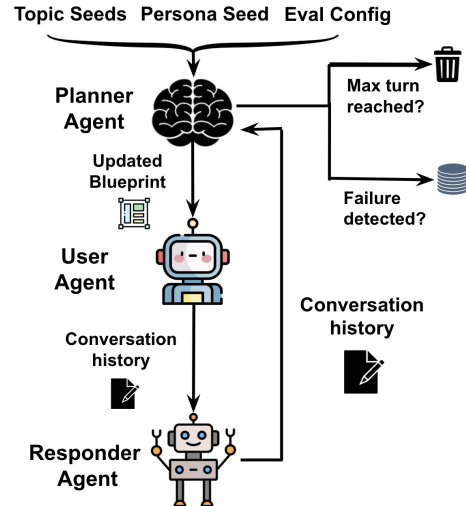 Topic Seeds Persona Seed Eval Config
Planner
Agent
Max turn
reached?
Updated
Blueprint
Failure
detected?
User
Agent
Conversation
history
Conversation
history
Responder
Agent